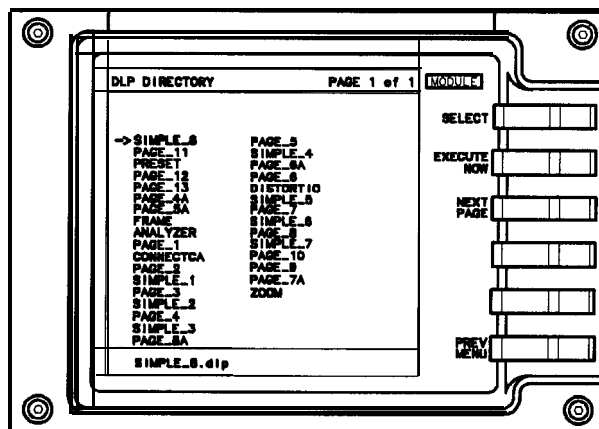 DLP DIRECTORY PAGE 1 of 1 MODULE
SELECT
EXECUTE
NOW
NEXT
PAGE
PREV
MENU
->SIMPLE_8
PAGE_11
PRESET
PAGE_12
PAGE_13
PAGE_4A
PAGE_5A
FRAME
ANALYZER
PAGE_1
CONNECTCA
PAGE_2
SIMPLE_1
PAGE_3
SIMPLE_2
PAGE_4
SIMPLE_3
PAGE_8A
PAGE_5
SIMPLE_4
PAGE_6A
PAGE_6
DISTORTIO
SIMPLE_5
PAGE_7
SIMPLE_6
PAGE_8
SIMPLE_7
PAGE_10
PAGE_9
PAGE_7A
ZOOM
SIMPLE_8.dlp